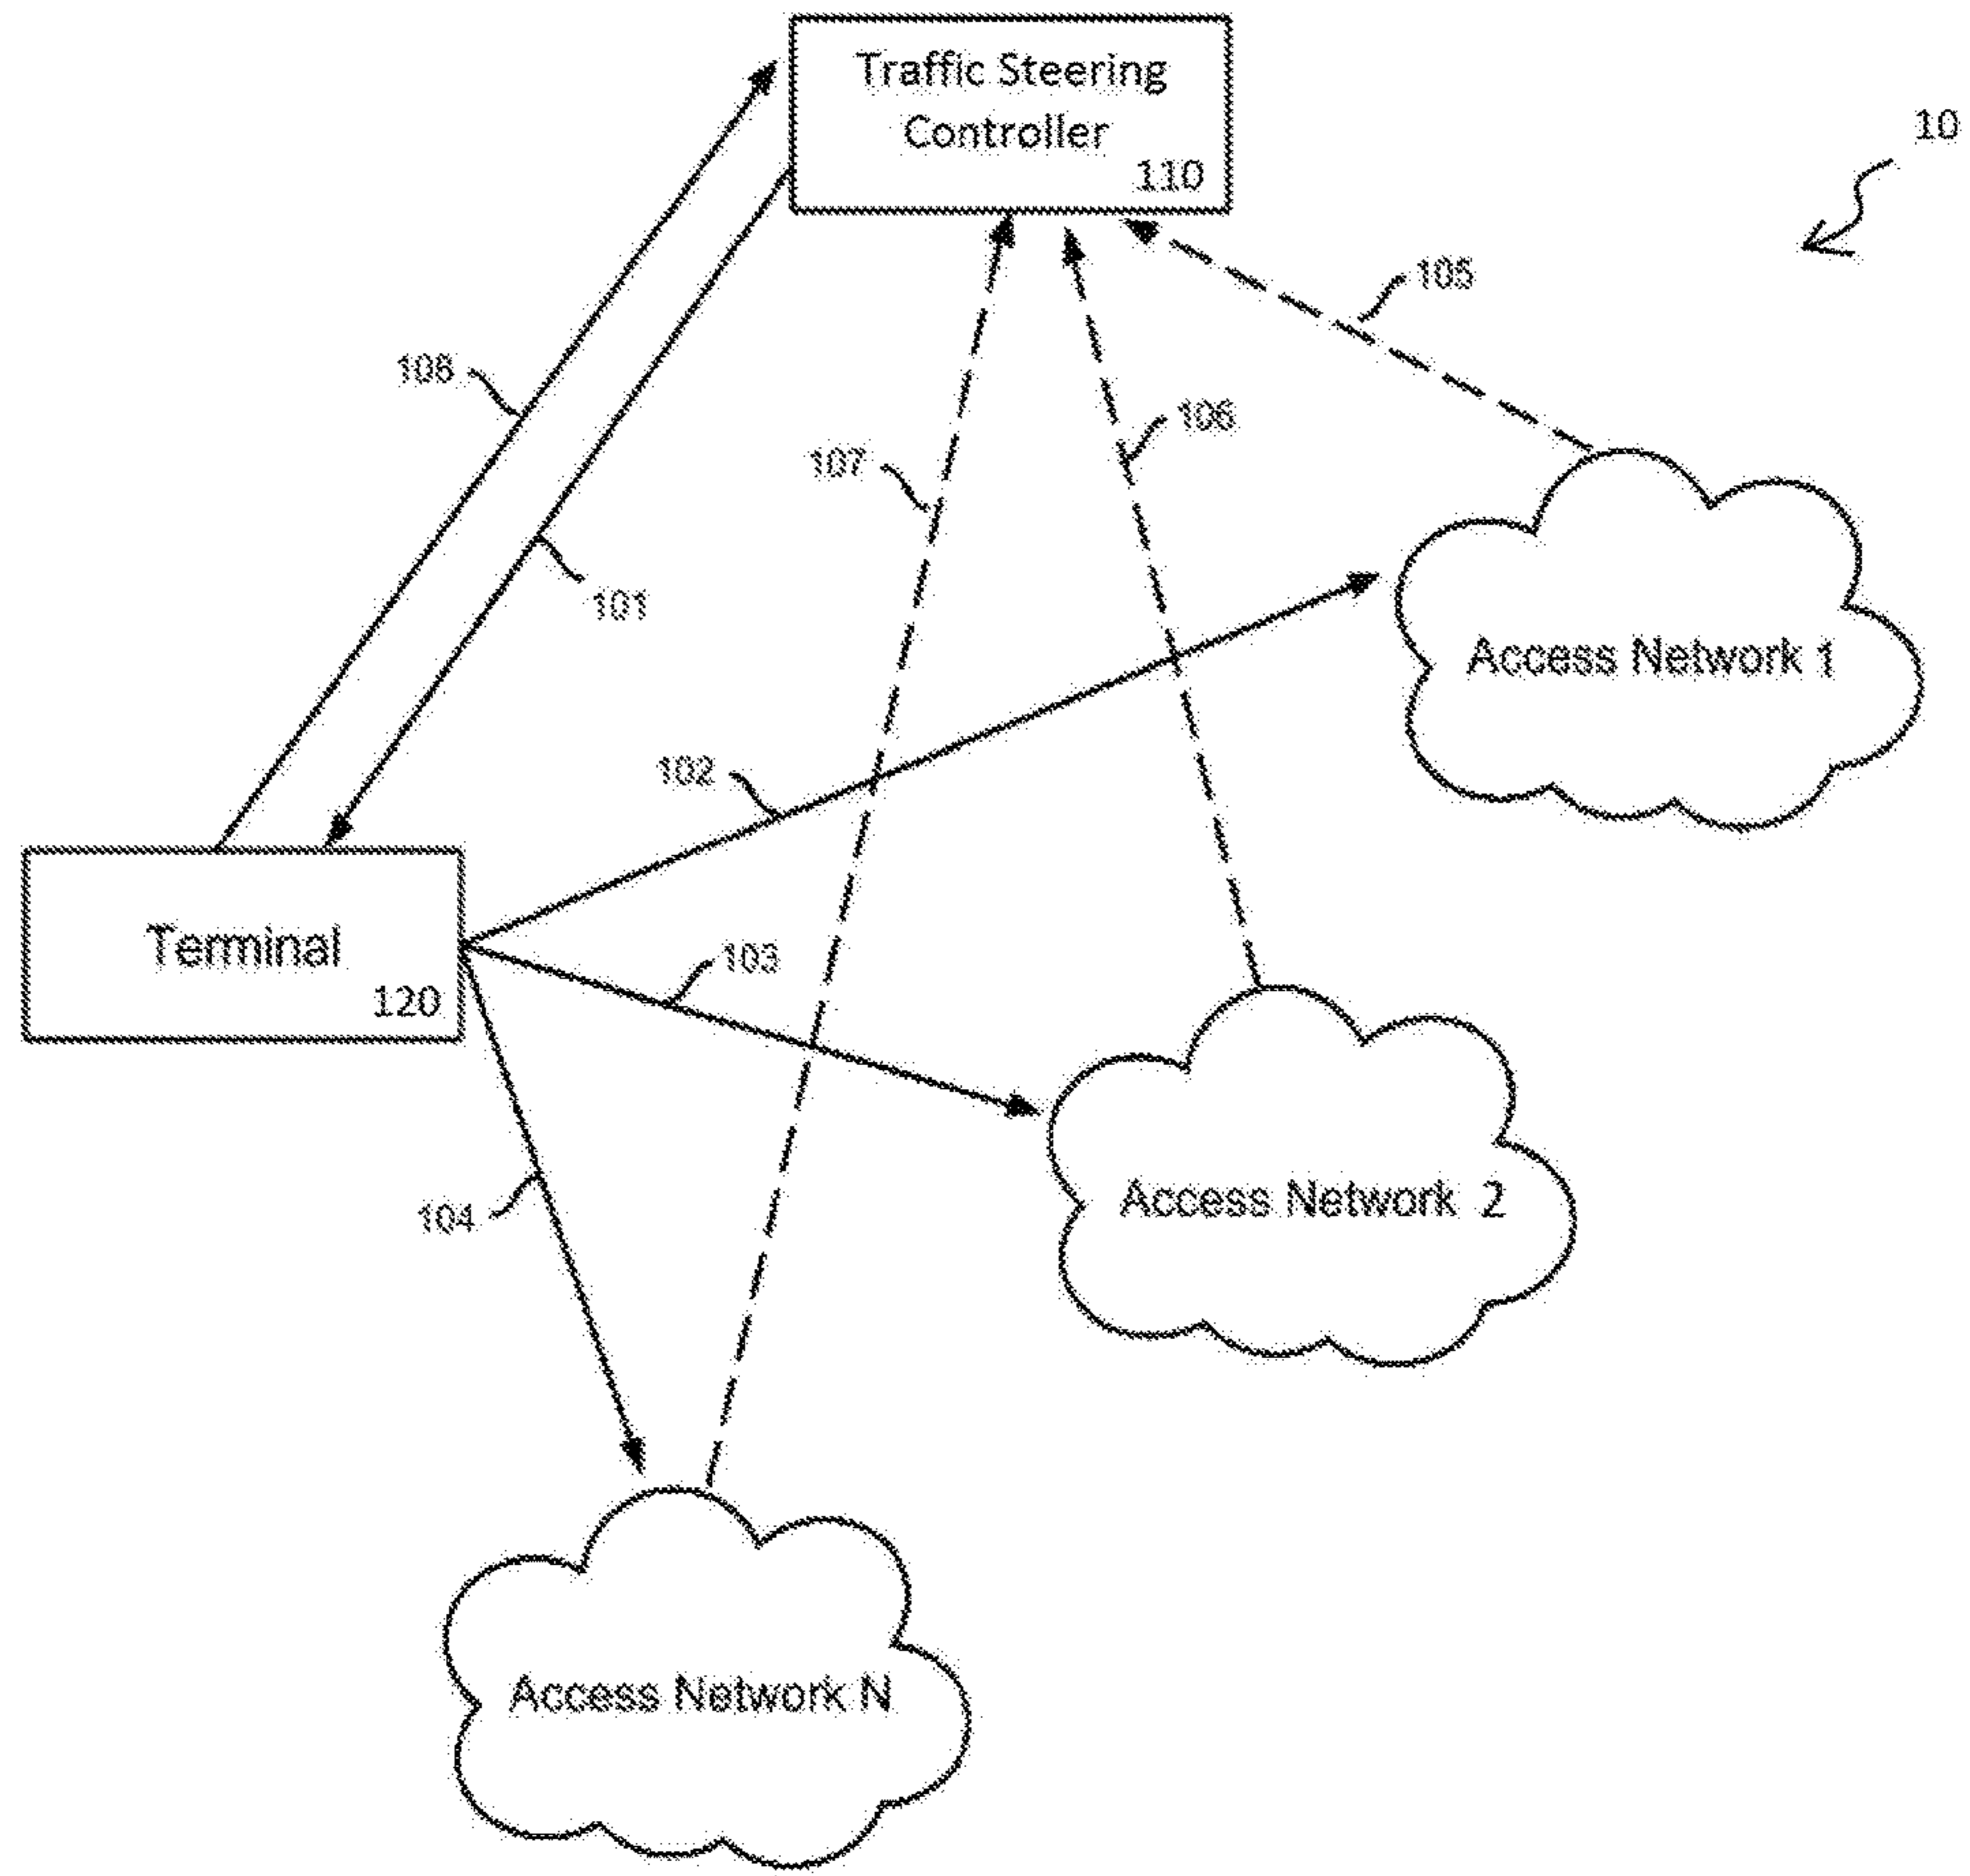 Traffic Steering
Controller
110
10
105
108
106
107
101
Access Network 1
102
Terminal
120
103
Access Network 2
104
Access Network N